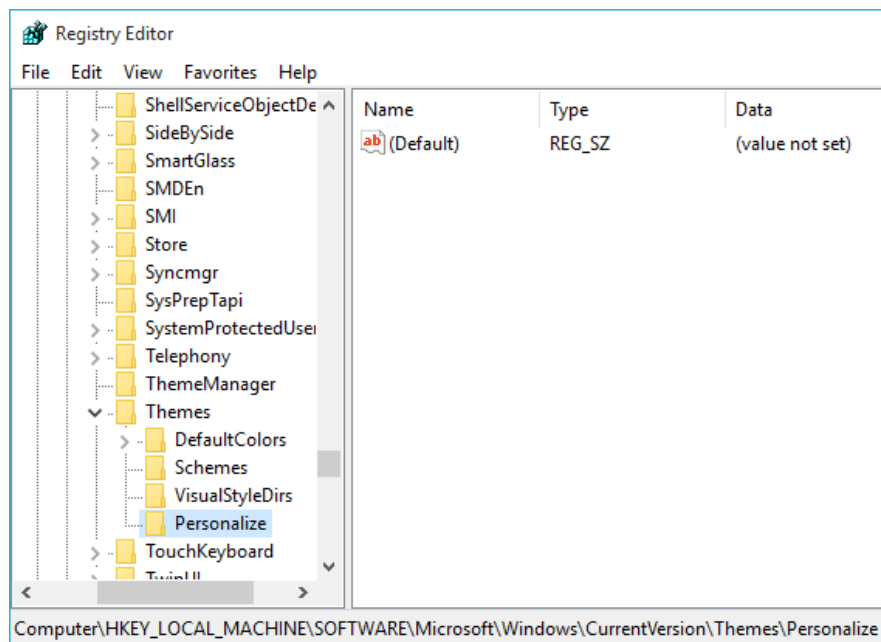 Registry Editor
File Edit View Favorites Help
ShellServiceObjectDe
SideBySide
SmartGlass
SMDEn
SMI
Store
Syncmgr
SysPrepTapi
SystemProtectedUser
Telephony
ThemeManager
Themes
DefaultColors
Schemes
VisualStyleDirs
Personalize
TouchKeyboard
TwinUI
Name Type Data
ab (Default) REG_SZ (value not set)
Computer\HKEY_LOCAL_MACHINE\SOFTWARE\Microsoft\Windows\CurrentVersion\Themes\Personalize